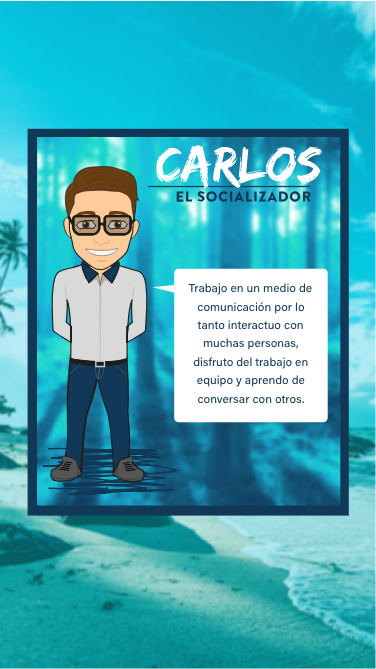 CARLOS
EL SOCIALIZADOR
Trabajo en un medio de
comunicación por lo
tanto interactuo con
muchas personas,
disfruto del trabajo en
equipo y aprendo de
conversar con otros.